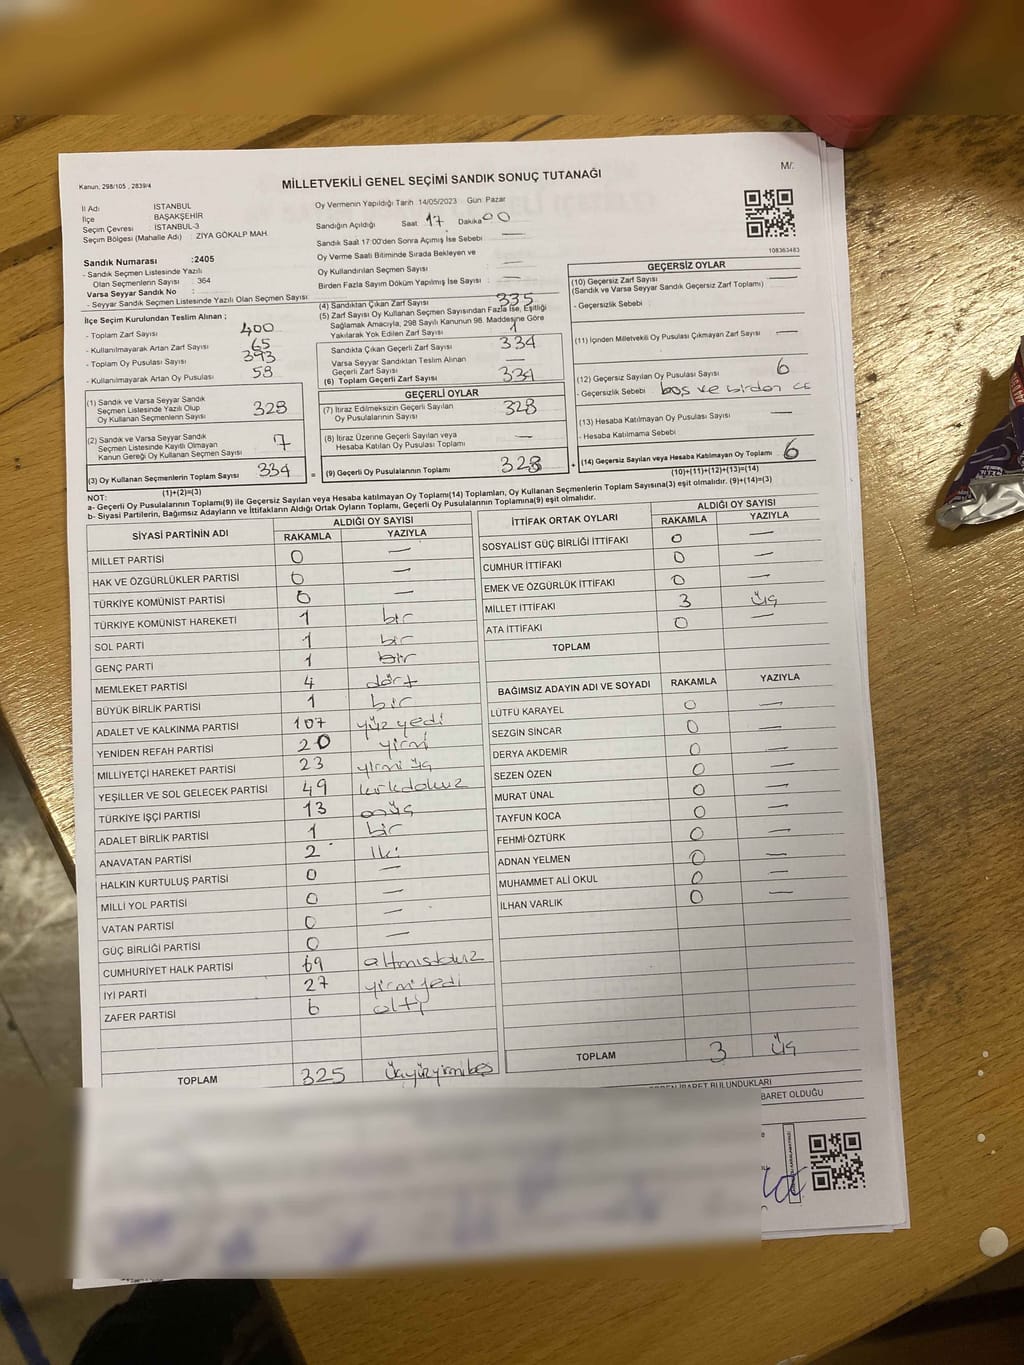 Kanun, 298/105 , 2839/4
M/.
MİLLETVEKİLİ GENEL SEÇİMİ SANDIK SONUÇ TUTANAĞI
İl Adı İSTANBUL
İlçe BAŞAKŞEHİR
Seçim Çevresi İSTANBUL-3
Seçim Bölgesi (Mahalle Adı) : ZİYA GÖKALP MAH.
Sandık Numarası :2405
- Sandık Seçmen Listesinde Yazılı
Olan Seçmenlerin Sayısı : 364
Varsa Seyyar Sandık No :
- Seyyar Sandık Seçmen Listesinde Yazılı Olan Seçmen Sayısı :
Oy Vermenin Yapıldığı Tarih : 14/05/2023 Gün: Pazar
Sandığın Açıldığı Saat 17 Dakika 00
Sandık Saat 17:00'den Sonra Açımış İse Sebebi —
Oy Verme Saati Bitiminde Sırada Bekleyen ve
Oy Kullandırılan Seçmen Sayısı —
Birden Fazla Sayım Döküm Yapılmış İse Sayısı : —
108363483
İlçe Seçim Kurulundan Teslim Alınan ;
- Toplam Zarf Sayısı 400
- Kullanılmayarak Artan Zarf Sayısı 65
- Toplam Oy Pusulası Sayısı 393
- Kullanılmayarak Artan Oy Pusulası 58
(1) Sandık ve Varsa Seyyar Sandık
Seçmen Listesinde Yazılı Olup
Oy Kullanan Seçmenlerin Sayısı 328
(2) Sandık ve Varsa Seyyar Sandık
Seçmen Listesinde Kayıtlı Olmayan
Kanun Gereği Oy Kullanan Seçmen Sayısı 7
(3) Oy Kullanan Seçmenlerin Toplam Sayısı 334
(1)+(2)=(3)
(4) Sandıktan Çıkan Zarf Sayısı 335
(5) Zarf Sayısı Oy Kullanan Seçmen Sayısından Fazla İse, Eşitliği
Sağlamak Amacıyla, 298 Sayılı Kanunun 98. Maddesine Göre
Yakılarak Yok Edilen Zarf Sayısı 1
Sandıkta Çıkan Geçerli Zarf Sayısı 334
Varsa Seyyar Sandıktan Teslim Alınan
Geçerli Zarf Sayısı —
(6) Toplam Geçerli Zarf Sayısı 334
GEÇERLİ OYLAR
(7) İtiraz Edilmeksizin Geçerli Sayılan
Oy Pusulalarının Sayısı 328
(8) İtiraz Üzerine Geçerli Sayılan veya
Hesaba Katılan Oy Pusulası Toplamı —
= (9) Geçerli Oy Pusulalarının Toplamı 328
GEÇERSİZ OYLAR
(10) Geçersiz Zarf Sayısı —
(Sandık ve Varsa Seyyar Sandık Geçersiz Zarf Toplamı)
- Geçersizlik Sebebi :
(11) İçinden Milletvekili Oy Pusulası Çıkmayan Zarf Sayısı —
(12) Geçersiz Sayılan Oy Pusulası Sayısı 6
- Geçersizlik Sebebi : boş ve birden
(13) Hesaba Katılmayan Oy Pusulası Sayısı —
- Hesaba Katılmama Sebebi :
+ (14) Geçersiz Sayılan veya Hesaba Katılmayan Oy Toplamı 6
(10)+(11)+(12)+(13)=(14)
NOT:
a- Geçerli Oy Pusulalarının Toplamı(9) ile Geçersiz Sayılan veya Hesaba katılmayan Oy Toplamı(14) Toplamları, Oy Kullanan Seçmenlerin Toplam Sayısına(3) eşit olmalıdır. (9)+(14)=(3)
b- Siyasi Partilerin, Bağımsız Adayların ve İttifakların Aldığı Ortak Oyların Toplamı, Geçerli Oy Pusulalarının Toplamına(9) eşit olmalıdır.
SİYASİ PARTİNİN ADI ALDIĞI OY SAYISI
RAKAMLA YAZIYLA
MİLLET PARTİSİ 0 —
HAK VE ÖZGÜRLÜKLER PARTİSİ 0 —
TÜRKİYE KOMÜNİST PARTİSİ 0 —
TÜRKİYE KOMÜNİST HAREKETİ 1 bir
SOL PARTİ 1 bir
GENÇ PARTİ 1 bir
MEMLEKET PARTİSİ 4 dört
BÜYÜK BİRLİK PARTİSİ 1 bir
ADALET VE KALKINMA PARTİSİ 107 yüz yedi
YENİDEN REFAH PARTİSİ 20 yirmi
MİLLİYETÇİ HAREKET PARTİSİ 23 yirmi üç
YEŞİLLER VE SOL GELECEK PARTİSİ 49 kırkdokuz
TÜRKİYE İŞÇİ PARTİSİ 13 onüç
ADALET BİRLİK PARTİSİ 1 bir
ANAVATAN PARTİSİ 2 iki
HALKIN KURTULUŞ PARTİSİ 0 —
MİLLİ YOL PARTİSİ 0 —
VATAN PARTİSİ 0 —
GÜÇ BİRLİĞİ PARTİSİ 0 —
CUMHURİYET HALK PARTİSİ 69
İYİ PARTİ 27 yirmiyedi
ZAFER PARTİSİ 6 altı
TOPLAM 325 üçyüzyirmibeş
İTTİFAK ORTAK OYLARI ALDIĞI OY SAYISI
RAKAMLA YAZIYLA
SOSYALİST GÜÇ BİRLİĞİ İTTİFAKI 0 —
CUMHUR İTTİFAKI 0 —
EMEK VE ÖZGÜRLÜK İTTİFAKI 0 —
MİLLET İTTİFAKI 3 üç
ATA İTTİFAKI 0 —
TOPLAM
BAĞIMSIZ ADAYIN ADI VE SOYADI RAKAMLA YAZIYLA
LÜTFÜ KARAYEL 0 —
SEZGİN SİNCAR 0 —
DERYA AKDEMİR 0 —
SEZEN ÖZEN 0 —
MURAT ÜNAL 0 —
TAYFUN KOCA 0 —
FEHMİ ÖZTÜRK 0 —
ADNAN YELMEN 0 —
MUHAMMET ALİ OKUL 0 —
İLHAN VARLIK 0 —
TOPLAM 3 üç
BULUNDUKLARI
OLDUĞU